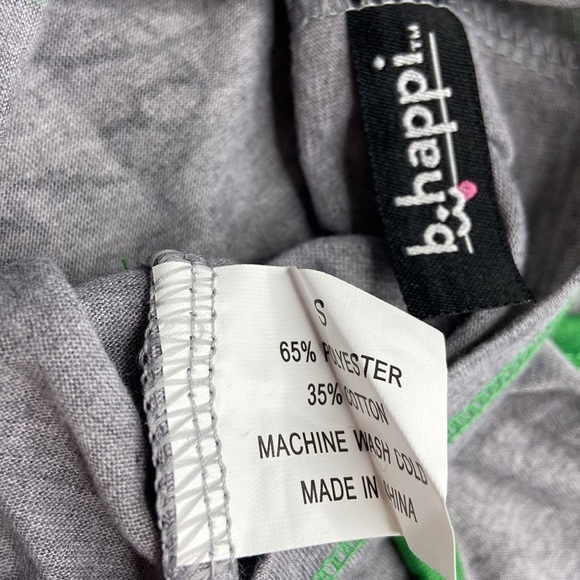 b.happi™
S
65% POLYESTER
35% COTTON
MACHINE WASH COLD
MADE IN CHINA